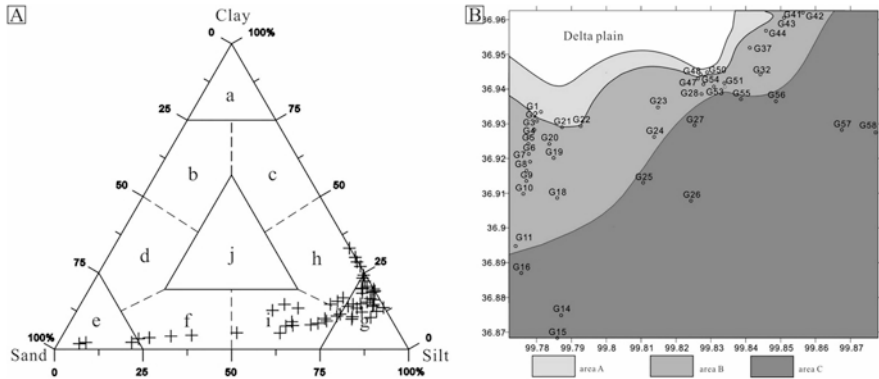 A
Clay
0 100%
a
25 75
b c
50 50
d j h
75 25
e f i g
100% 0
Sand 0 25 50 75 100% Silt
B
36.96
36.95
36.94
36.93
36.92
36.91
36.9
36.89
36.88
36.87
Delta plain
G41 G42
G43
G44
G37
G48 G50
G32
G47 G54 G51
G28 G53 G55 G56
G1 G23
G2 G21 G22 G27 G57 G58
G3
G4 G24
G5 G20
G6
G7 G19
G8
G9 G25
G10 G18 G26
G11
G16
G14
G15
99.78 99.79 99.8 99.81 99.82 99.83 99.84 99.85 99.86 99.87
area A area B area C